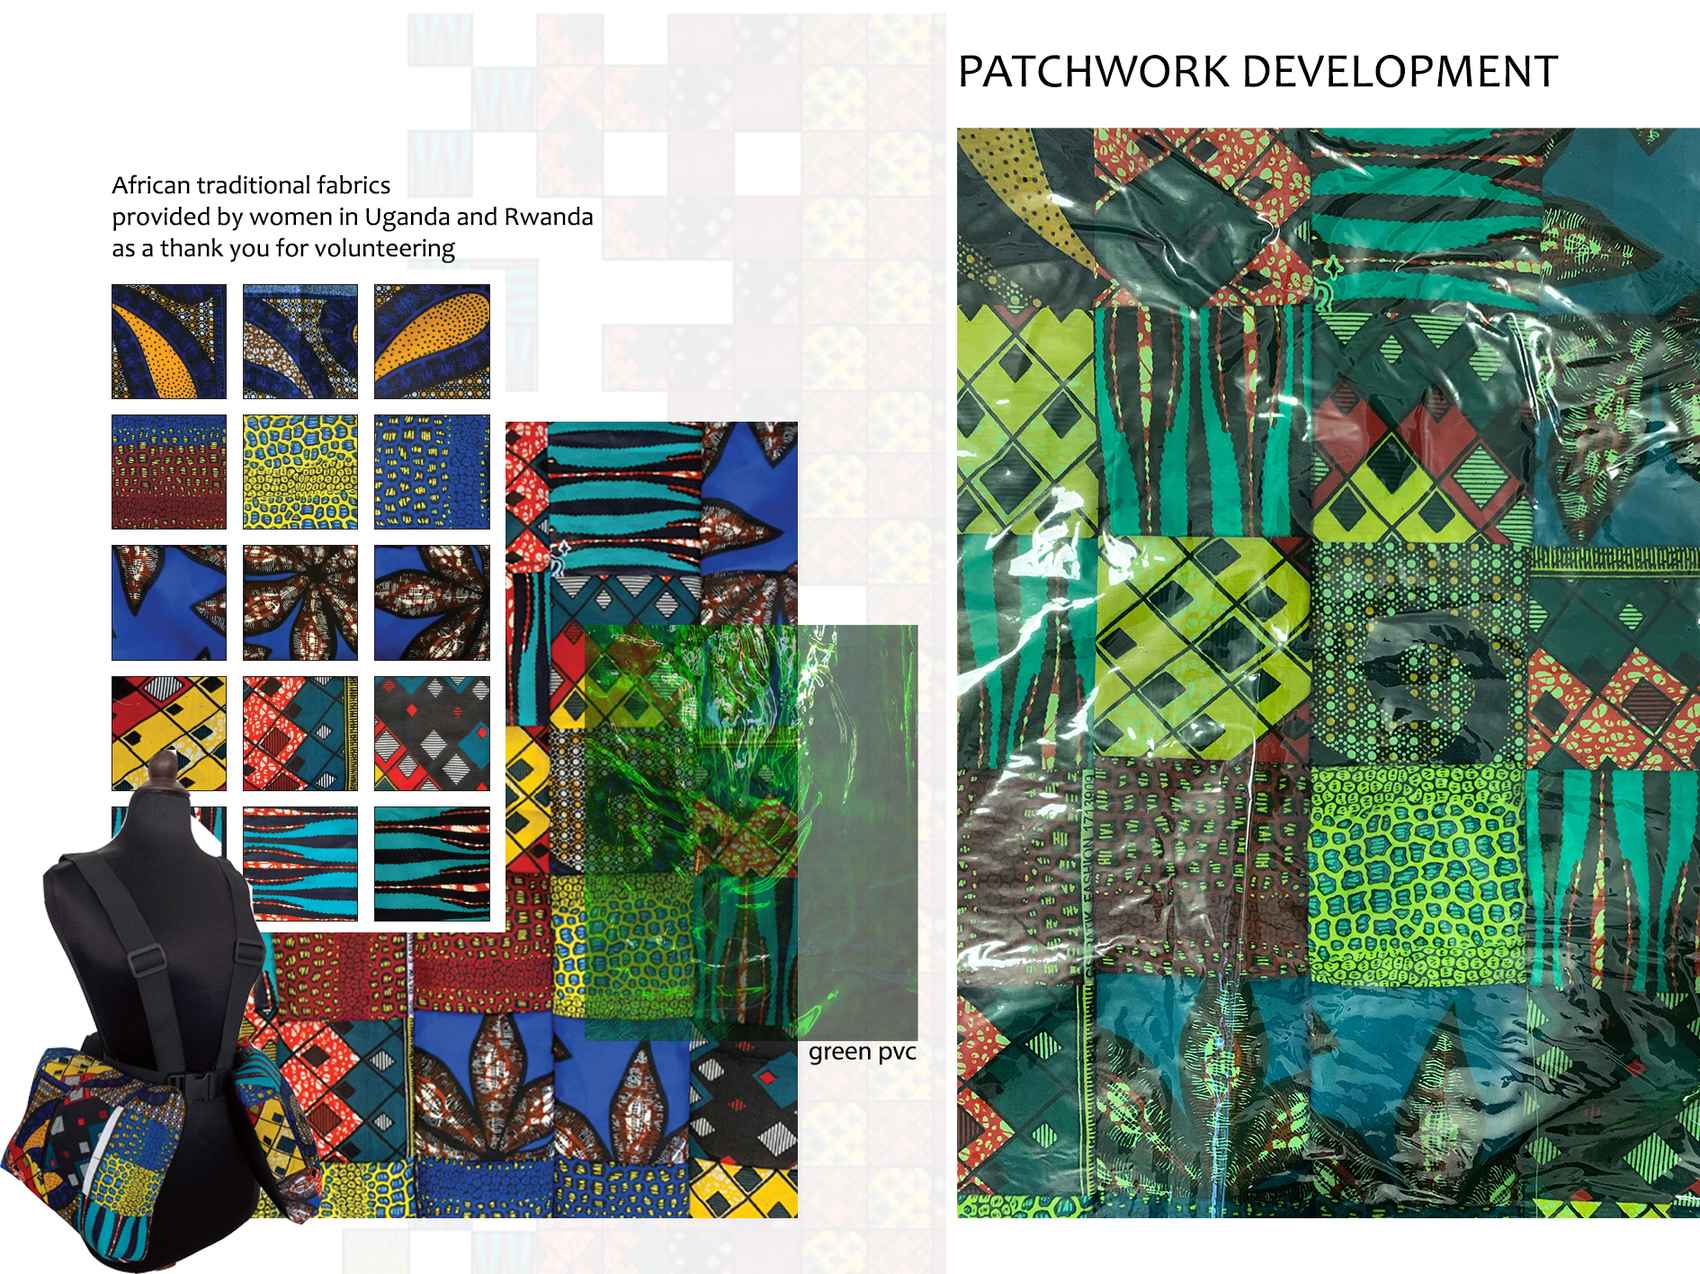 PATCHWORK DEVELOPMENT
African traditional fabrics
provided by women in Uganda and Rwanda
as a thank you for volunteering
green pvc